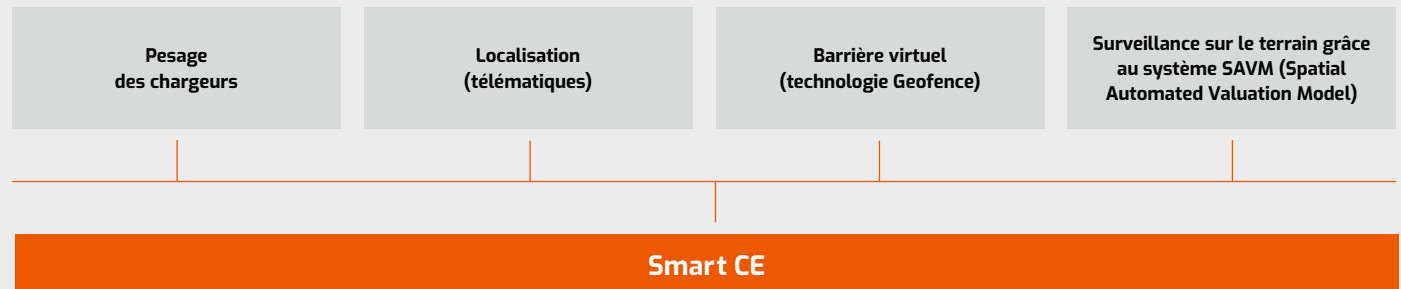 Pesage
des chargeurs
Localisation
(télématiques)
Barrière virtuel
(technologie Geofence)
Surveillance sur le terrain grâce
au système SAVM (Spatial
Automated Valuation Model)
Smart CE